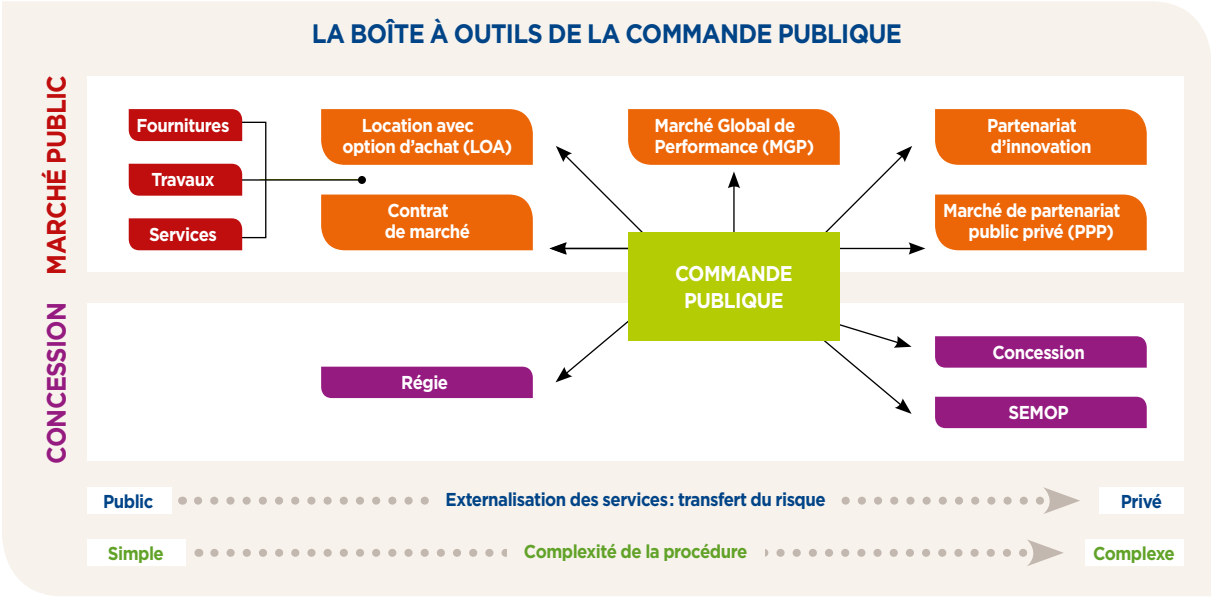 LA BOÎTE À OUTILS DE LA COMMANDE PUBLIQUE
MARCHÉ PUBLIC
Fournitures
Travaux
Services
Location avec
option d’achat (LOA)
Contrat
de marché
Marché Global de
Performance (MGP)
Partenariat
d’innovation
Marché de partenariat
public privé (PPP)
COMMANDE
PUBLIQUE
CONCESSION
Régie
Concession
SEMOP
Public
Externalisation des services : transfert du risque
Privé
Simple
Complexité de la procédure
Complexe